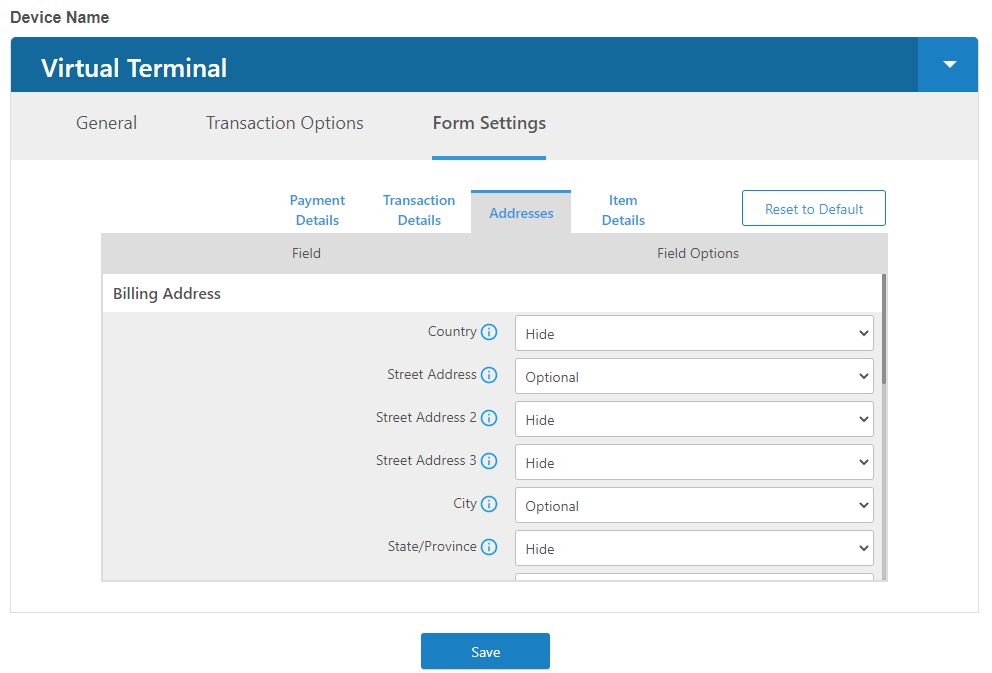 Device Name
Virtual Terminal
General Transaction Options Form Settings
Payment Details Transaction Details Addresses Item Details Reset to Default
Field Field Options
Billing Address
Country Hide
Street Address Optional
Street Address 2 Hide
Street Address 3 Hide
City Optional
State/Province Hide
Save